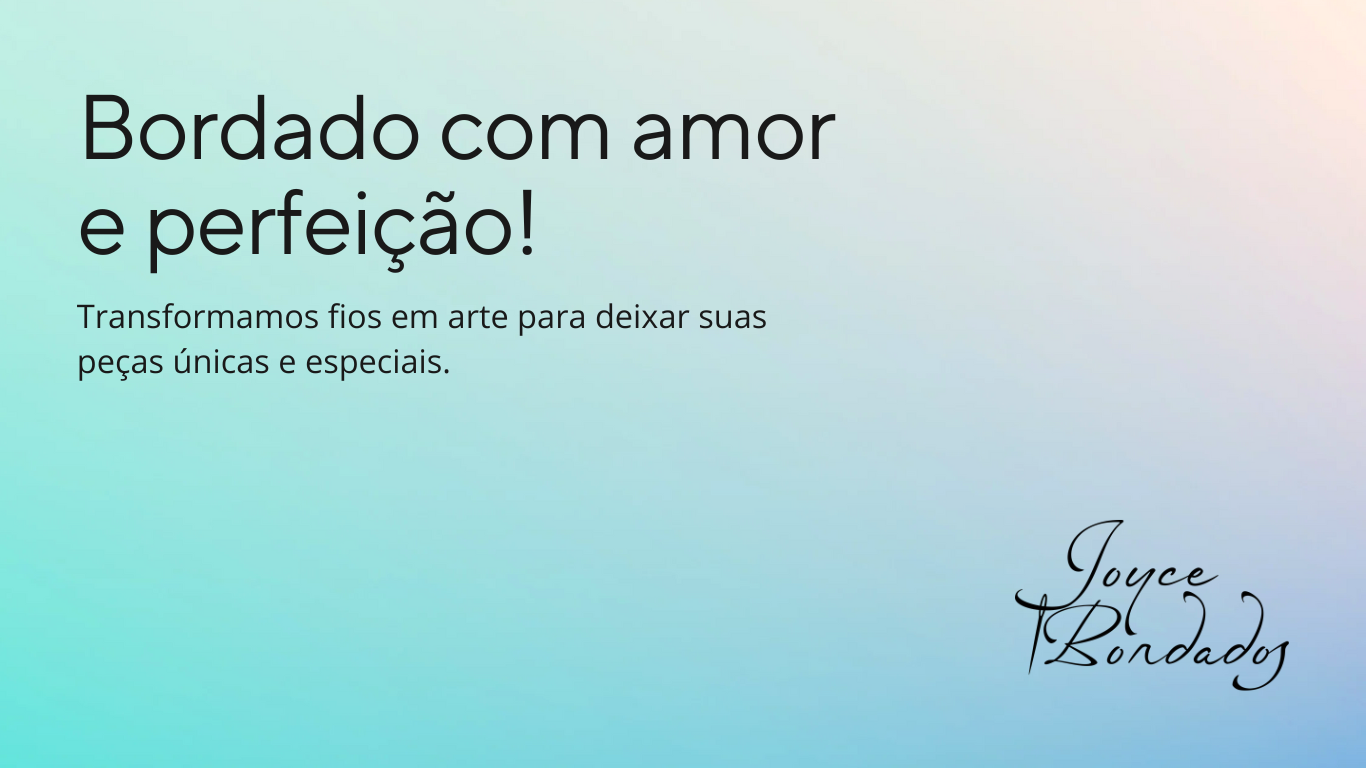 Bordado com amor
e perfeição!
Transformamos fios em arte para deixar suas
peças únicas e especiais.
Joyce
Bordados